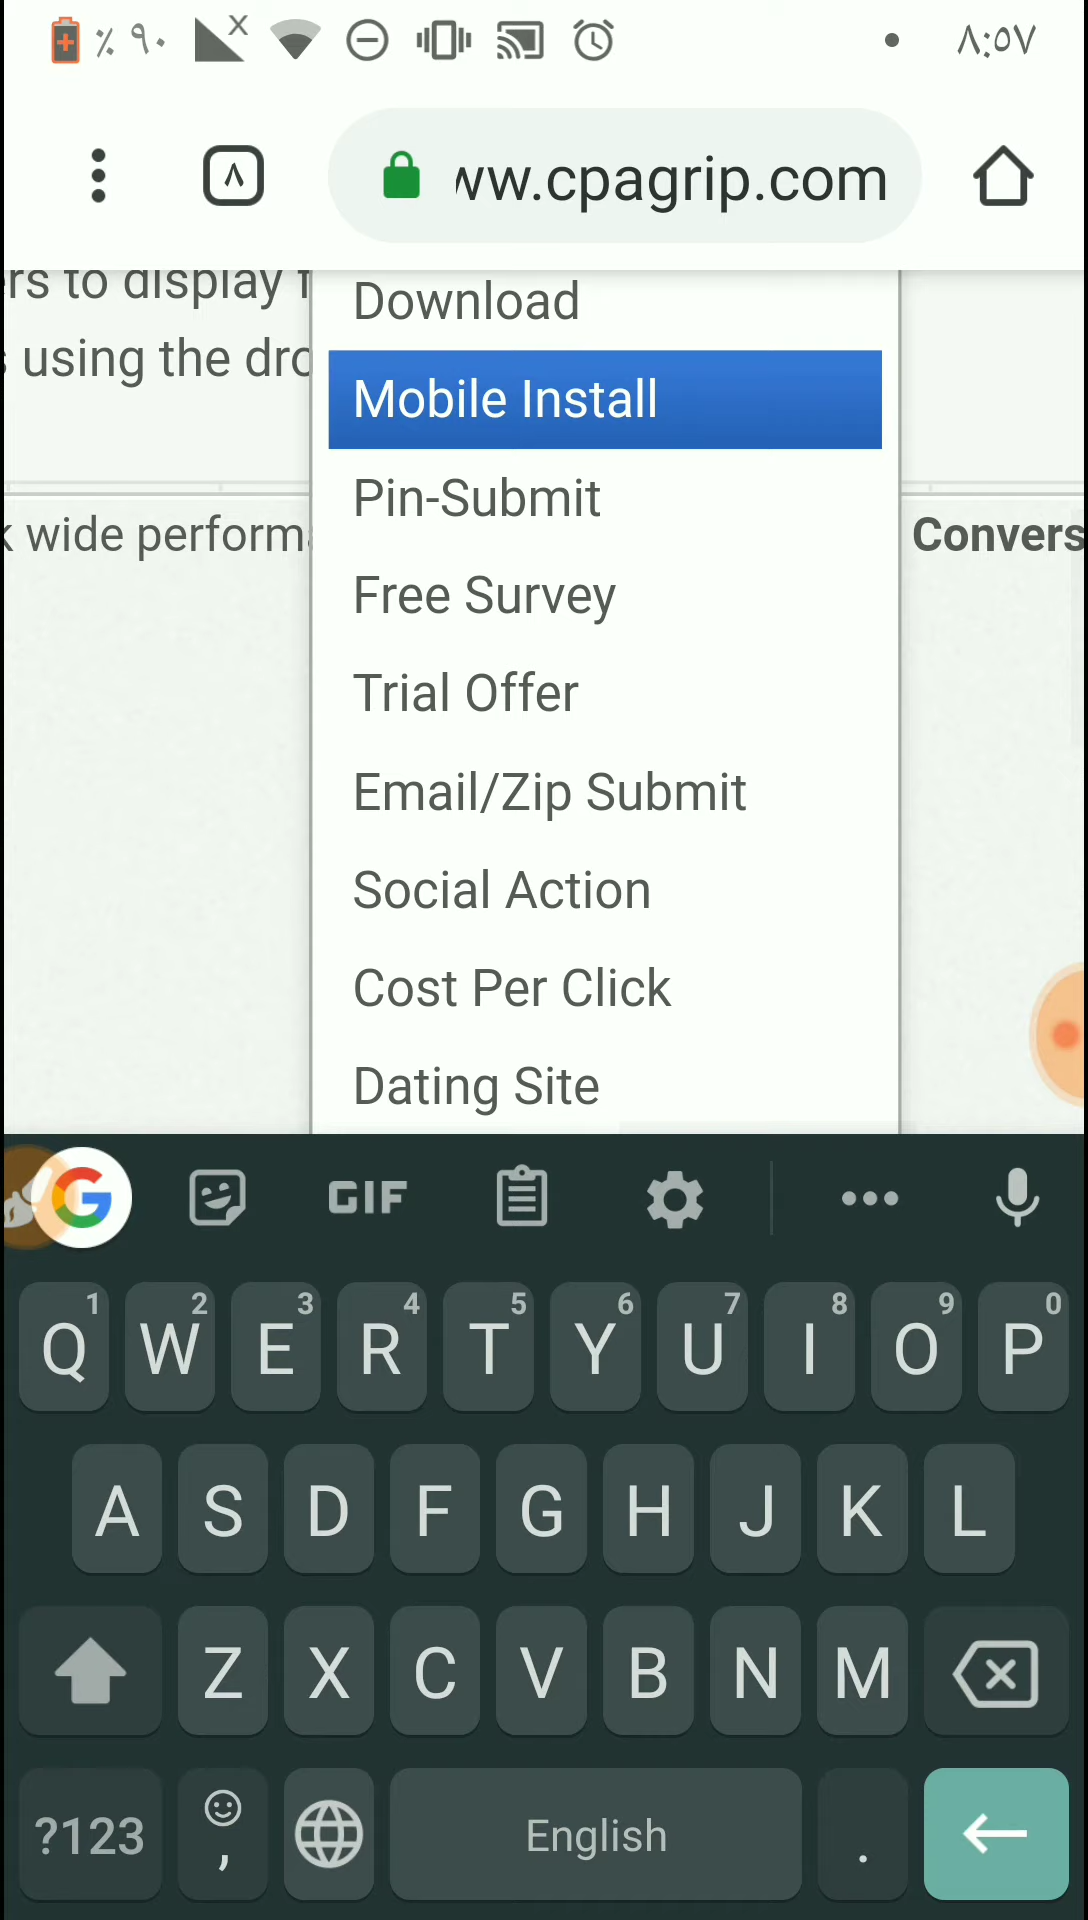 ٪ ٩٠
٨:٥٧
٨
ww.cpagrip.com
rs to display f
using the dro
Download
Mobile Install
Pin-Submit
Free Survey
Trial Offer
Email/Zip Submit
Social Action
Cost Per Click
Dating Site
k wide performa
Convers
G
GIF
1 2 3 4 5 6 7 8 9 0
Q W E R T Y U I O P
A S D F G H J K L
Z X C V B N M
?123 , English .